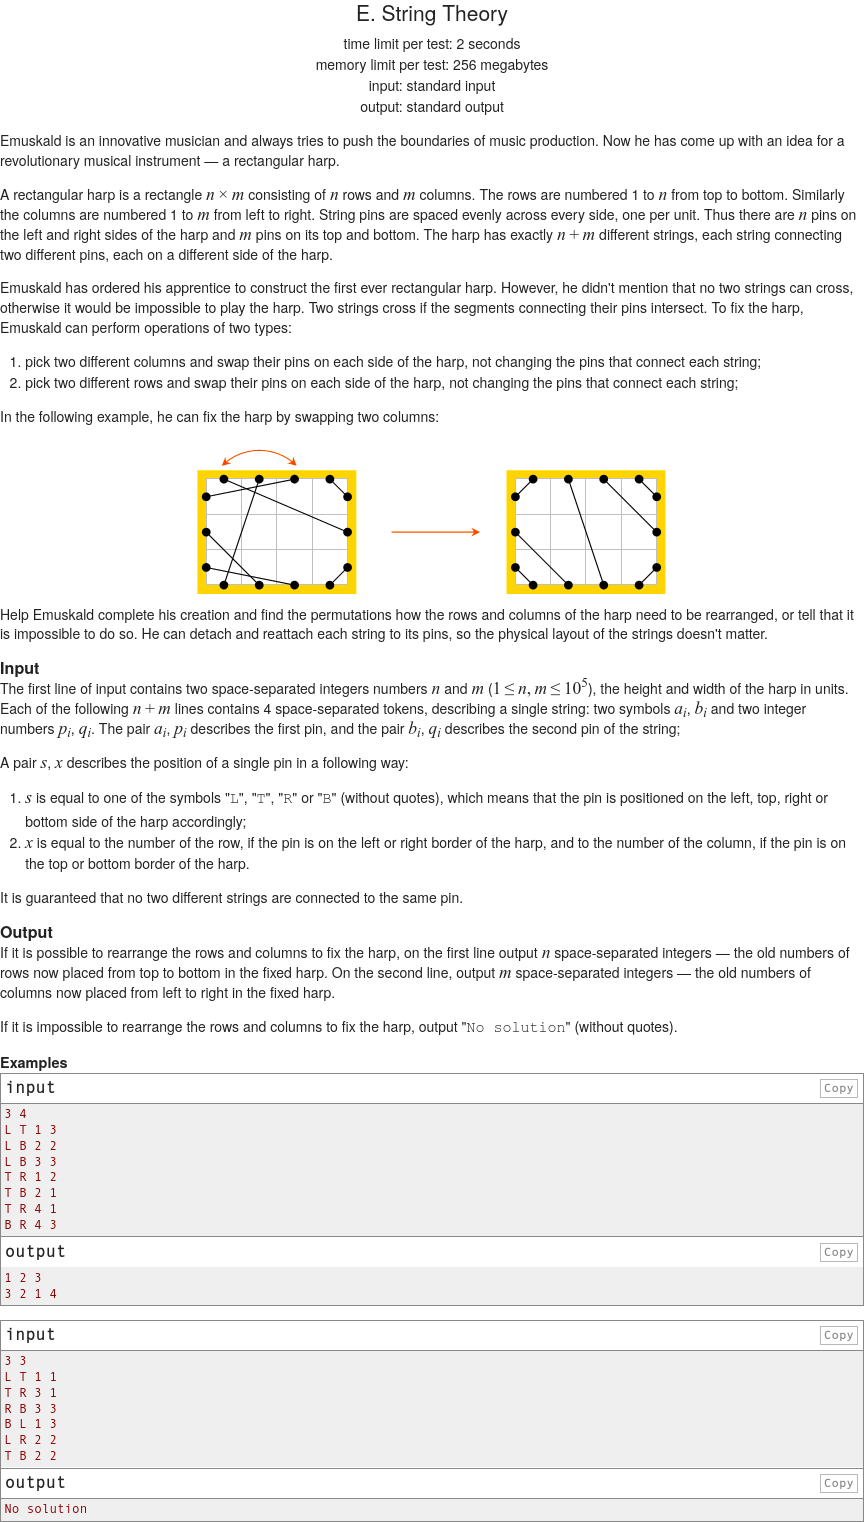 E. String Theory
time limit per test: 2 seconds
memory limit per test: 256 megabytes
input: standard input
output: standard output
Emuskald is an innovative musician and always tries to push the boundaries of music production. Now he has come up with an idea for a
revolutionary musical instrument — a rectangular harp.
A rectangular harp is a rectangle n × m consisting of n rows and m columns. The rows are numbered 1 to n from top to bottom. Similarly
the columns are numbered 1 to m from left to right. String pins are spaced evenly across every side, one per unit. Thus there are n pins on
the left and right sides of the harp and m pins on its top and bottom. The harp has exactly n + m different strings, each string connecting
two different pins, each on a different side of the harp.
Emuskald has ordered his apprentice to construct the first ever rectangular harp. However, he didn't mention that no two strings can cross,
otherwise it would be impossible to play the harp. Two strings cross if the segments connecting their pins intersect. To fix the harp,
Emuskald can perform operations of two types:
1. pick two different columns and swap their pins on each side of the harp, not changing the pins that connect each string;
2. pick two different rows and swap their pins on each side of the harp, not changing the pins that connect each string;
In the following example, he can fix the harp by swapping two columns:
Help Emuskald complete his creation and find the permutations how the rows and columns of the harp need to be rearranged, or tell that it
is impossible to do so. He can detach and reattach each string to its pins, so the physical layout of the strings doesn't matter.
Input
The first line of input contains two space-separated integers numbers n and m (1 ≤ n, m ≤ 10⁵), the height and width of the harp in units.
Each of the following n + m lines contains 4 space-separated tokens, describing a single string: two symbols aᵢ, bᵢ and two integer
numbers pᵢ, qᵢ. The pair aᵢ, pᵢ describes the first pin, and the pair bᵢ, qᵢ describes the second pin of the string;
A pair s, x describes the position of a single pin in a following way:
1. s is equal to one of the symbols "L", "T", "R" or "B" (without quotes), which means that the pin is positioned on the left, top, right or
bottom side of the harp accordingly;
2. x is equal to the number of the row, if the pin is on the left or right border of the harp, and to the number of the column, if the pin is on
the top or bottom border of the harp.
It is guaranteed that no two different strings are connected to the same pin.
Output
If it is possible to rearrange the rows and columns to fix the harp, on the first line output n space-separated integers — the old numbers of
rows now placed from top to bottom in the fixed harp. On the second line, output m space-separated integers — the old numbers of
columns now placed from left to right in the fixed harp.
If it is impossible to rearrange the rows and columns to fix the harp, output "No solution" (without quotes).
Examples
input Copy
3 4
L T 1 3
L B 2 2
L B 3 3
T R 1 2
T B 2 1
T R 4 1
B R 4 3
output Copy
1 2 3
3 2 1 4
input Copy
3 3
L T 1 1
T R 3 1
R B 3 3
B L 1 3
L R 2 2
T B 2 2
output Copy
No solution